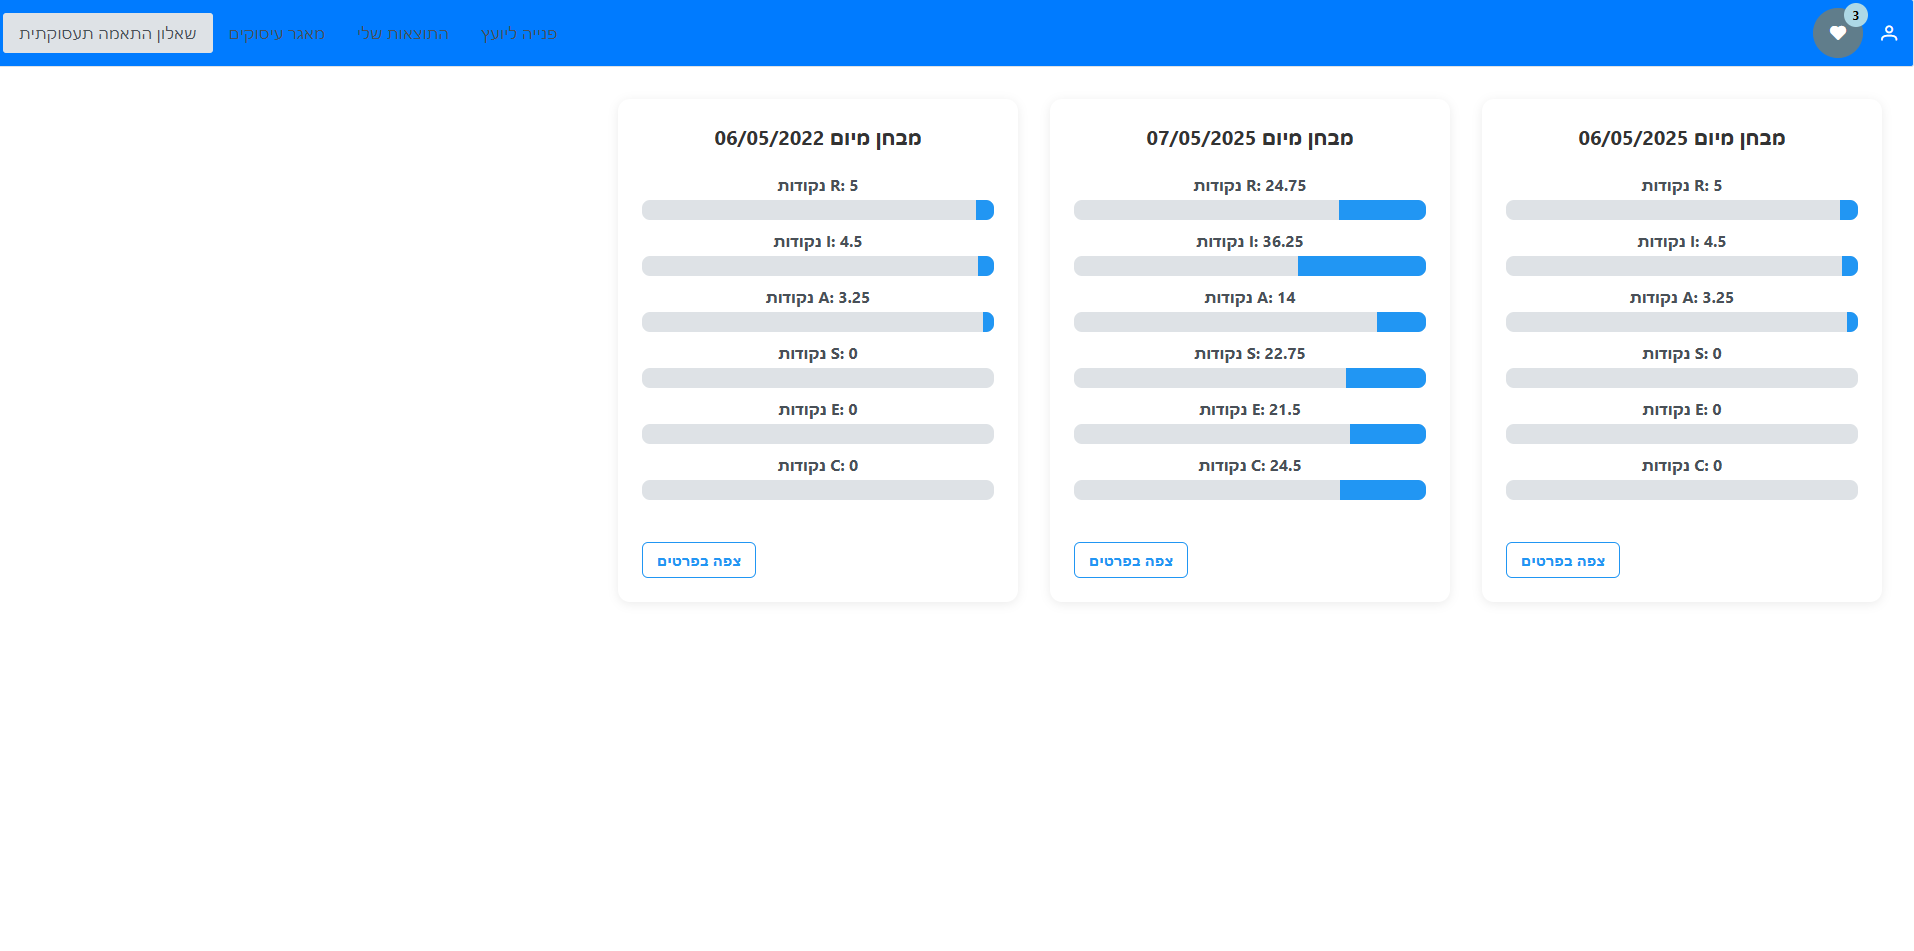 3
פנייה ליועץ
התוצאות שלי
מאגר עיסוקים
שאלון התאמה תעסוקתית
מבחן מיום 06/05/2025
R: 5 נקודות
I: 4.5 נקודות
A: 3.25 נקודות
S: 0 נקודות
E: 0 נקודות
C: 0 נקודות
צפה בפרטים
מבחן מיום 07/05/2025
R: 24.75 נקודות
I: 36.25 נקודות
A: 14 נקודות
S: 22.75 נקודות
E: 21.5 נקודות
C: 24.5 נקודות
צפה בפרטים
מבחן מיום 06/05/2022
R: 5 נקודות
I: 4.5 נקודות
A: 3.25 נקודות
S: 0 נקודות
E: 0 נקודות
C: 0 נקודות
צפה בפרטים